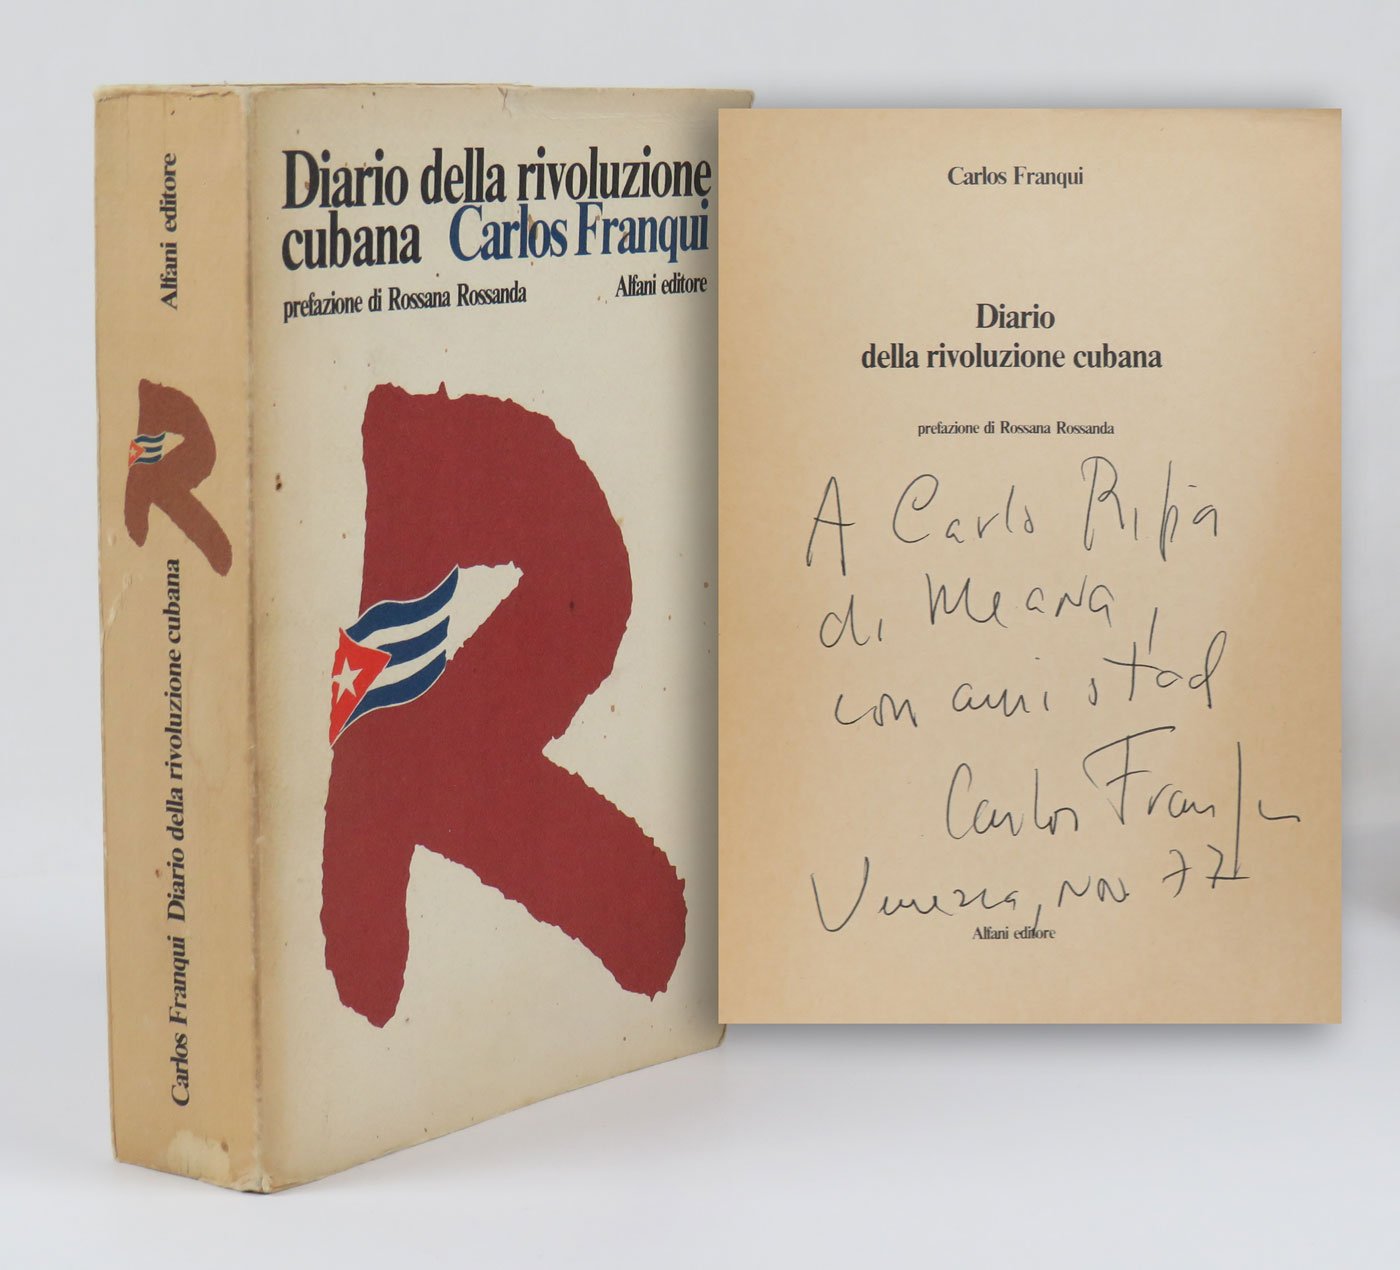 Alfani editore
Carlos Franqui Diario della rivoluzione cubana
Diario della rivoluzione
cubana Carlos Franqui
prefazione di Rossana Rossanda Alfani editore
Carlos Franqui
Diario
della rivoluzione cubana
prefazione di Rossana Rossanda
A Carlo Ripa
di Meana,
con amistad
Carlos Franqui
Venezia, Nov 77
Alfani editore